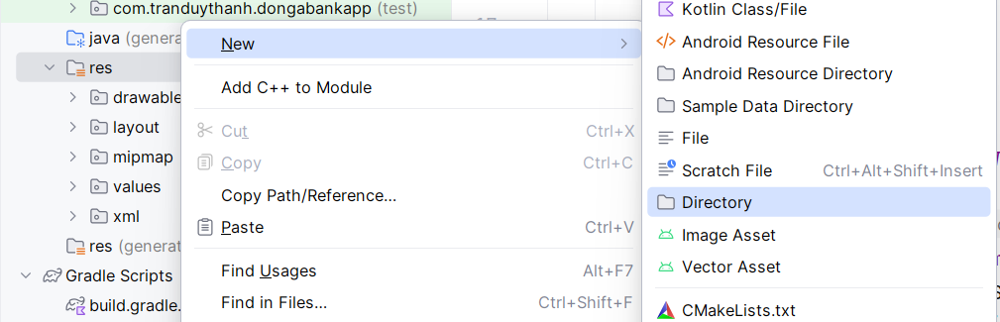 com.tranduythanh.dongabankapp (test)
java (genera
res
drawable
layout
mipmap
values
xml
res (generat
Gradle Scripts
build.gradle.
New
Add C++ to Module
Cut Ctrl+X
Copy Ctrl+C
Copy Path/Reference...
Paste Ctrl+V
Find Usages Alt+F7
Find in Files... Ctrl+Shift+F
Kotlin Class/File
Android Resource File
Android Resource Directory
Sample Data Directory
File
Scratch File Ctrl+Alt+Shift+Insert
Directory
Image Asset
Vector Asset
CMakeLists.txt